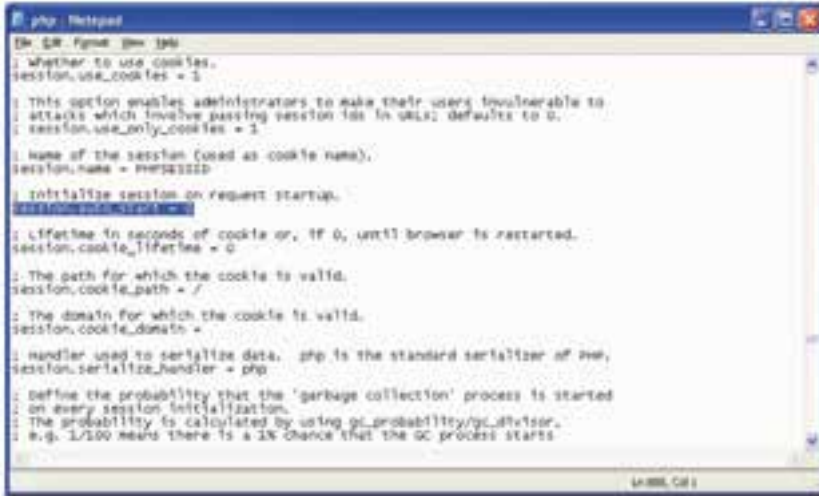 php - Notepad
File Edit Format View Help
; Whether to use cookies.
session.use_cookies = 1
; This option enables administrators to make their users invulnerable to
; attacks which involve passing session ids in URLs; defaults to 0.
; session.use_only_cookies = 1
; Name of the session (used as cookie name).
session.name = PHPSESSID
; Initialize session on request startup.
session.auto_start = 0
; Lifetime in seconds of cookie or, if 0, until browser is restarted.
session.cookie_lifetime = 0
; The path for which the cookie is valid.
session.cookie_path = /
; The domain for which the cookie is valid.
session.cookie_domain =
; Handler used to serialize data. php is the standard serializer of PHP.
session.serialize_handler = php
; Define the probability that the 'garbage collection' process is started
; on every session initialization.
; The probability is calculated by using gc_probability/gc_divisor,
; e.g. 1/100 means there is a 1% chance that the GC process starts
Col 1